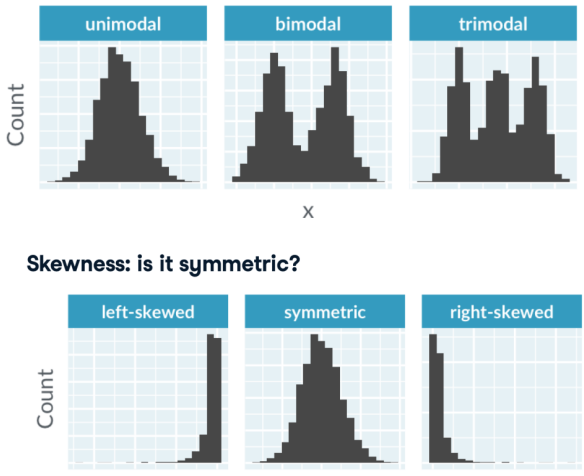 unimodal
bimodal
trimodal
Count
x
Skewness: is it symmetric?
left-skewed
symmetric
right-skewed
Count